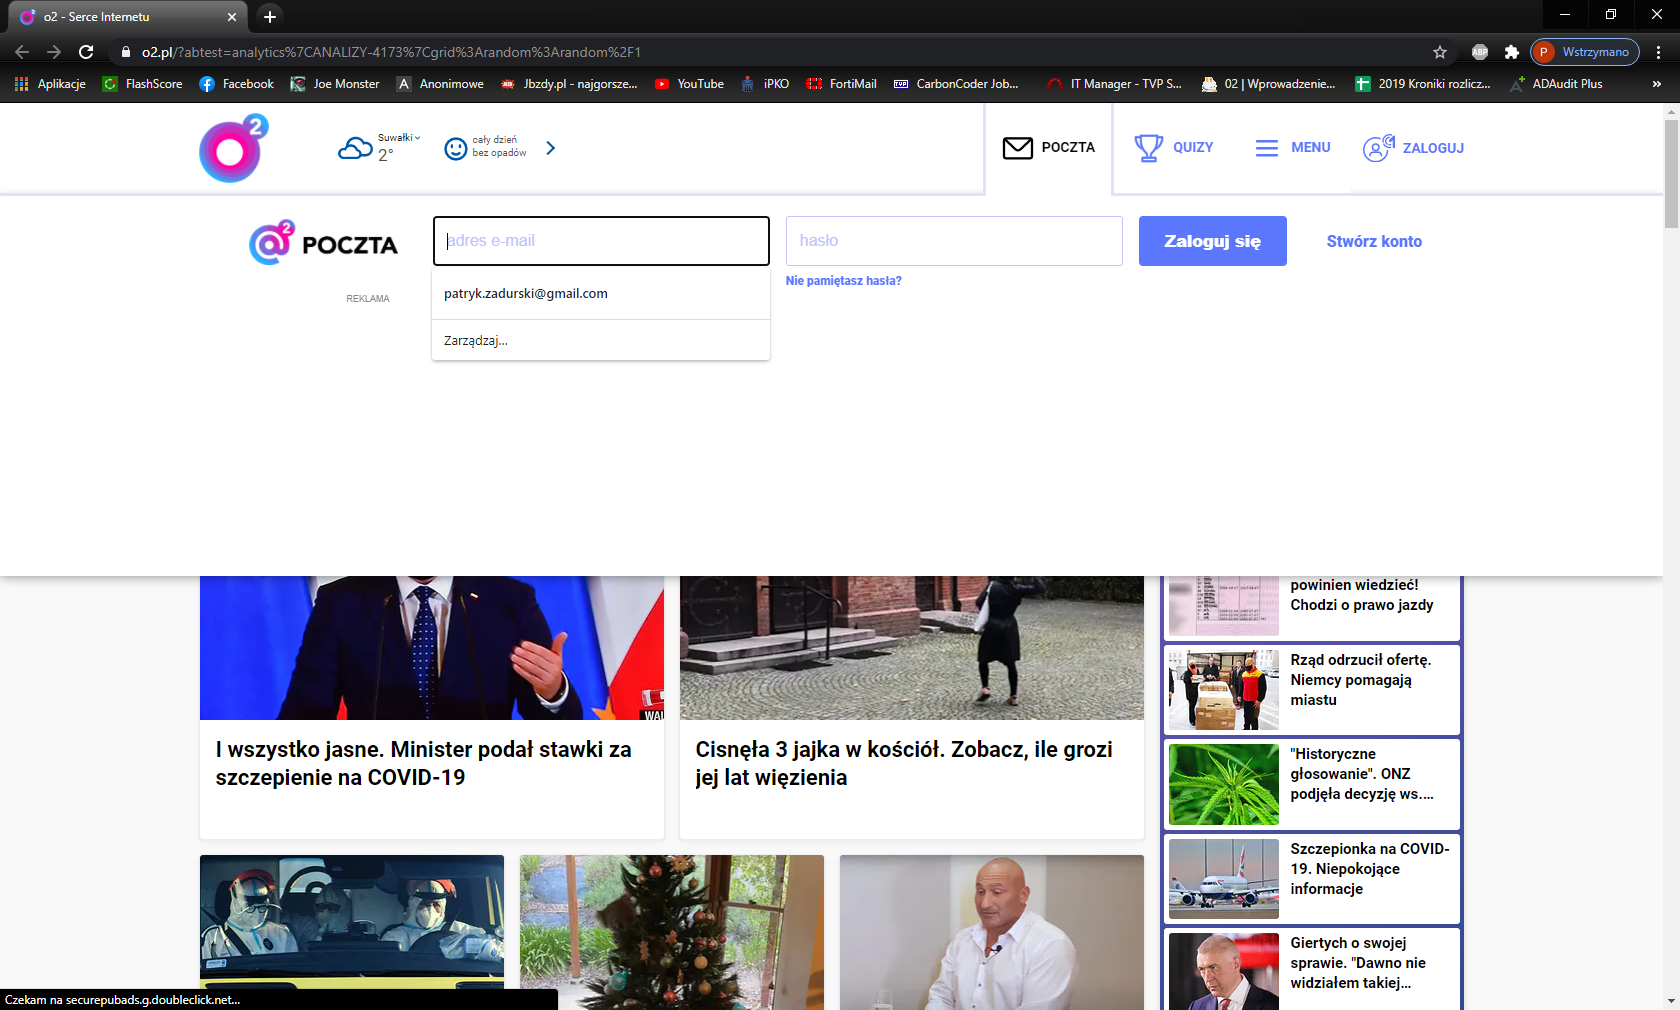 o2 - Serce Internetu
o2.pl/?abtest=analytics%7CANALIZY-4173%7Cgrid%3Arandom%3Arandom%2F1
ABP
P Wstrzymano
Aplikacje FlashScore Facebook Joe Monster A Anonimowe Jbzdy.pl - najgorsze... YouTube iPKO FortiMail CarbonCoder Job... IT Manager - TVP S... 02 | Wprowadzenie... 2019 Kroniki rozlicz... ADAudit Plus »
2
Suwałki
2°
cały dzień
bez opadów
POCZTA
QUIZY
MENU
ZALOGUJ
@2 POCZTA
adres e-mail
hasło
Zaloguj się
Stwórz konto
Nie pamiętasz hasła?
patryk.zadurski@gmail.com
Zarządzaj...
REKLAMA
powinien wiedzieć!
Chodzi o prawo jazdy
Rząd odrzucił ofertę.
Niemcy pomagają
miastu
WAŁ
I wszystko jasne. Minister podał stawki za
szczepienie na COVID-19
Cisnęła 3 jajka w kościół. Zobacz, ile grozi
jej lat więzienia
"Historyczne
głosowanie". ONZ
podjęła decyzję ws....
Szczepionka na COVID-
19. Niepokojące
informacje
Giertych o swojej
sprawie. "Dawno nie
widziałem takiej...
Czekam na securepubads.g.doubleclick.net...